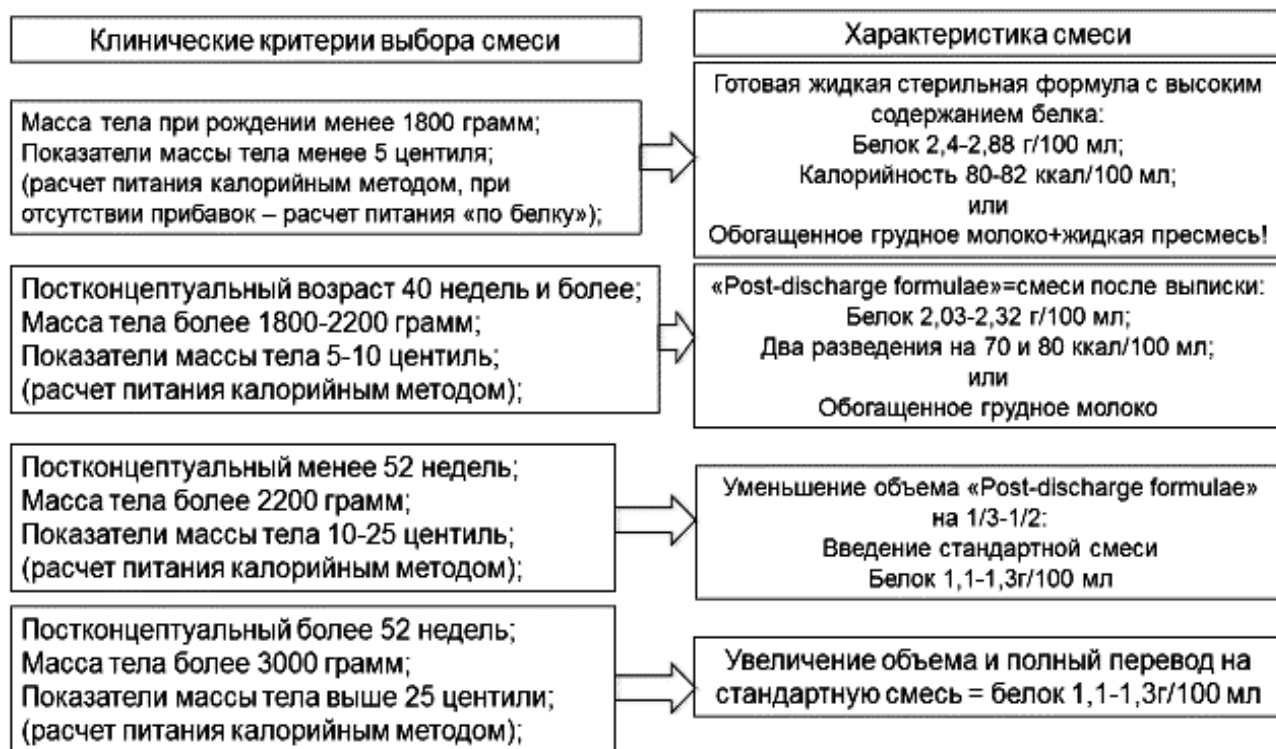 Клинические критерии выбора смеси
Характеристика смеси
Масса тела при рождении менее 1800 грамм;
Показатели массы тела менее 5 центиля;
(расчет питания калорийным методом, при
отсутствии прибавок – расчет питания «по белку»);
Готовая жидкая стерильная формула с высоким
содержанием белка:
Белок 2,4-2,88 г/100 мл;
Калорийность 80-82 ккал/100 мл;
или
Обогащенное грудное молоко+жидкая пресмесь!
Постконцептуальный возраст 40 недель и более;
Масса тела более 1800-2200 грамм;
Показатели массы тела 5-10 центиль;
(расчет питания калорийным методом);
«Post-discharge formulae»=смеси после выписки:
Белок 2,03-2,32 г/100 мл;
Два разведения на 70 и 80 ккал/100 мл;
или
Обогащенное грудное молоко
Постконцептуальный менее 52 недель;
Масса тела более 2200 грамм;
Показатели массы тела 10-25 центиль;
(расчет питания калорийным методом);
Уменьшение объема «Post-discharge formulae»
на 1/3-1/2:
Введение стандартной смеси
Белок 1,1-1,3г/100 мл
Постконцептуальный более 52 недель;
Масса тела более 3000 грамм;
Показатели массы тела выше 25 центили;
(расчет питания калорийным методом);
Увеличение объема и полный перевод на
стандартную смесь = белок 1,1-1,3г/100 мл